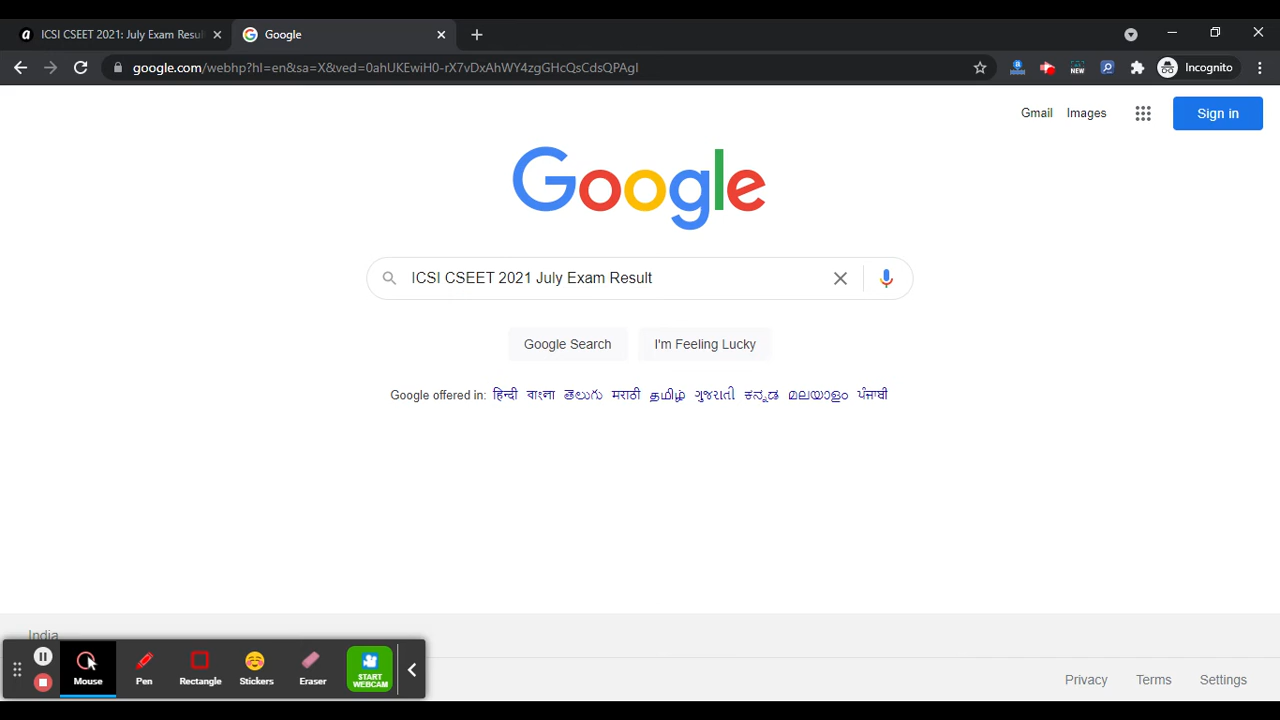 ICSI CSEET 2021: July Exam Resul
Google
google.com/webhp?hl=en&sa=X&ved=0ahUKEwiH0-rX7vDxAhWY4zgGHcQsCdsQPAgI
NEW
Incognito
Gmail Images
Sign in
Google
ICSI CSEET 2021 July Exam Result
Google Search I'm Feeling Lucky
Google offered in: हिन्दी বাংলা తెలుగు मराठी தமிழ் ગુજરાતી ಕನ್ನಡ മലയാളം ਪੰਜਾਬੀ
India
Mouse Pen Rectangle Stickers Eraser START WEBCAM
Privacy Terms Settings